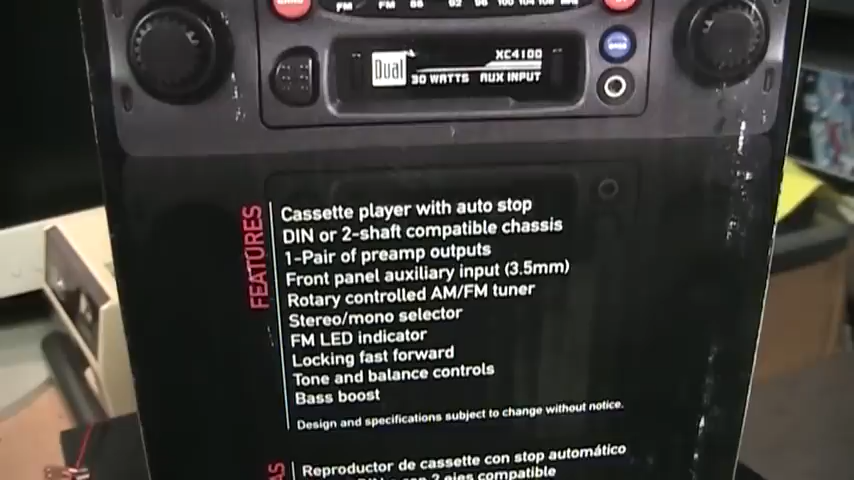 FM FM 88 92 96 100 104 108
Dual
XC4100
30 WATTS AUX INPUT
FEATURES
Cassette player with auto stop
DIN or 2-shaft compatible chassis
1-Pair of preamp outputs
Front panel auxiliary input (3.5mm)
Rotary controlled AM/FM tuner
Stereo/mono selector
FM LED indicator
Locking fast forward
Tone and balance controls
Bass boost
Design and specifications subject to change without notice.
Reproductor de cassette con stop automático
2 ejes compatible